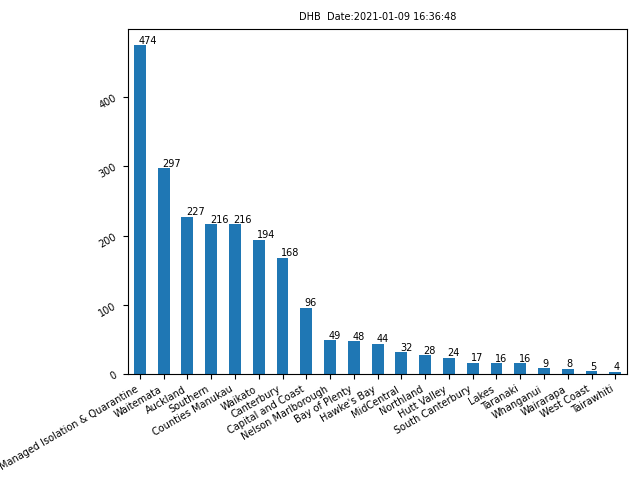 DHB  Date:2021-01-09 16:36:48
400
300
200
100
0
474
297
227
216
216
194
168
96
49
48
44
32
28
24
17
16
16
9
8
5
4
Managed Isolation & Quarantine
Waitemata
Auckland
Southern
Counties Manukau
Waikato
Canterbury
Capital and Coast
Nelson Marlborough
Bay of Plenty
Hawke's Bay
MidCentral
Northland
Hutt Valley
South Canterbury
Lakes
Taranaki
Whanganui
Wairarapa
West Coast
Tairawhiti